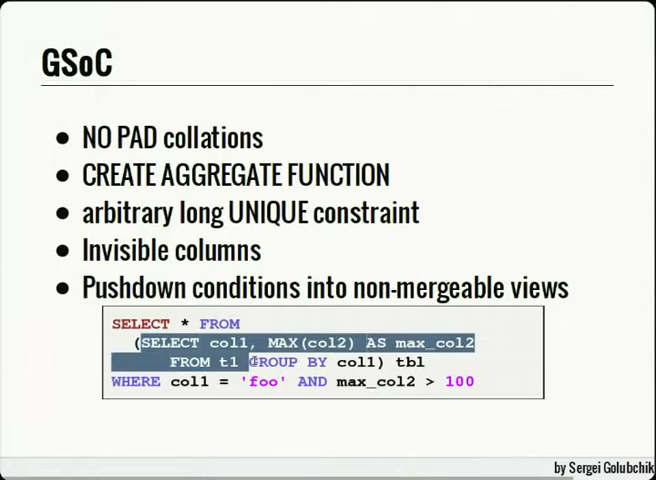 GSoC
• NO PAD collations
• CREATE AGGREGATE FUNCTION
• arbitrary long UNIQUE constraint
• Invisible columns
• Pushdown conditions into non-mergeable views
SELECT * FROM
(SELECT col1, MAX(col2) AS max_col2
FROM t1 GROUP BY col1) tbl
WHERE col1 = 'foo' AND max_col2 > 100
by Sergei Golubchik